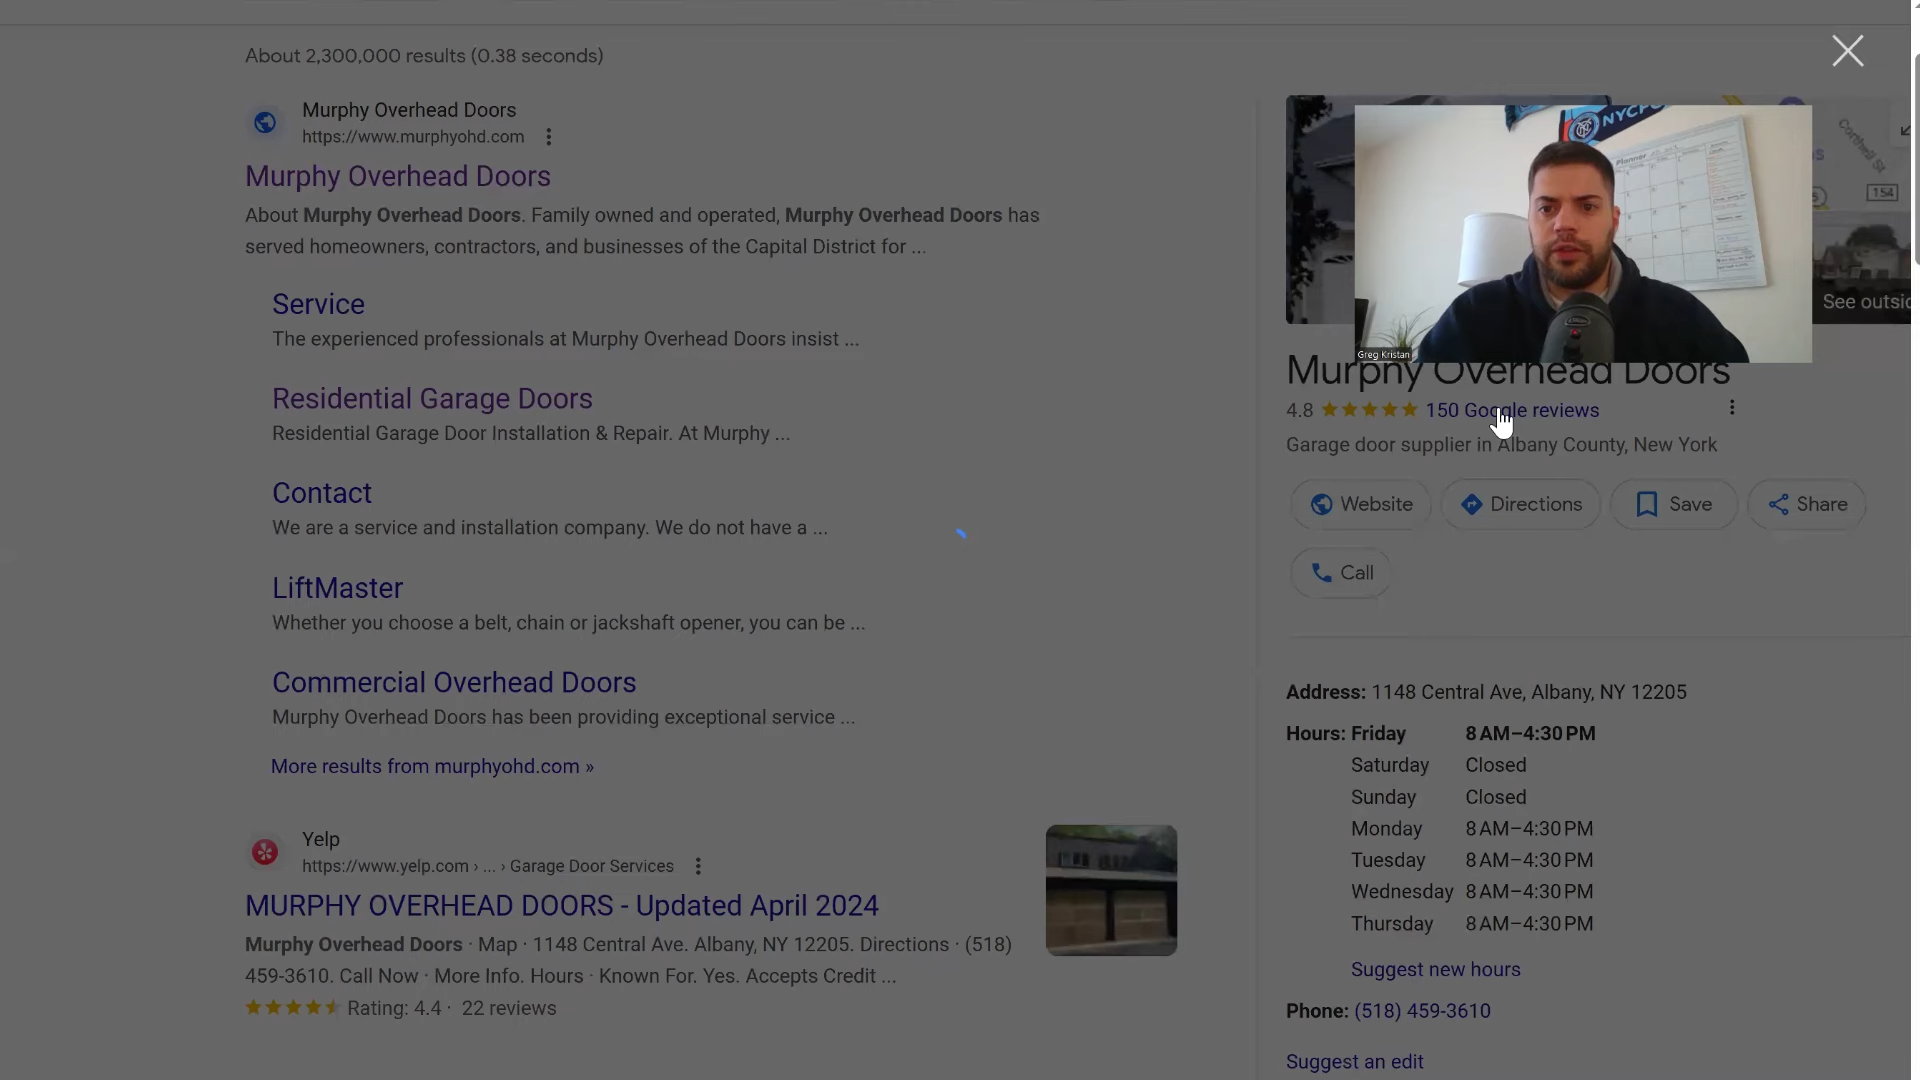 About 2,300,000 results (0.38 seconds)
Murphy Overhead Doors
https://www.murphyohd.com
Murphy Overhead Doors
About Murphy Overhead Doors. Family owned and operated, Murphy Overhead Doors has
served homeowners, contractors, and businesses of the Capital District for ...
Service
The experienced professionals at Murphy Overhead Doors insist ...
Residential Garage Doors
Residential Garage Door Installation & Repair. At Murphy ...
Contact
We are a service and installation company. We do not have a ...
LiftMaster
Whether you choose a belt, chain or jackshaft opener, you can be ...
Commercial Overhead Doors
Murphy Overhead Doors has been providing exceptional service ...
More results from murphyohd.com »
Yelp
https://www.yelp.com › ... › Garage Door Services
MURPHY OVERHEAD DOORS - Updated April 2024
Murphy Overhead Doors · Map · 1148 Central Ave. Albany, NY 12205. Directions · (518)
459-3610. Call Now · More Info. Hours · Known For. Yes. Accepts Credit ...
Rating: 4.4 · 22 reviews
NYCF
Planner
Greg Kristan
154
See outsid
Murphy Overhead Doors
4.8 150 Google reviews
Garage door supplier in Albany County, New York
Website Directions Save Share
Call
Address: 1148 Central Ave, Albany, NY 12205
Hours: Friday 8 AM–4:30 PM
Saturday Closed
Sunday Closed
Monday 8 AM–4:30 PM
Tuesday 8 AM–4:30 PM
Wednesday 8 AM–4:30 PM
Thursday 8 AM–4:30 PM
Suggest new hours
Phone: (518) 459-3610
Suggest an edit